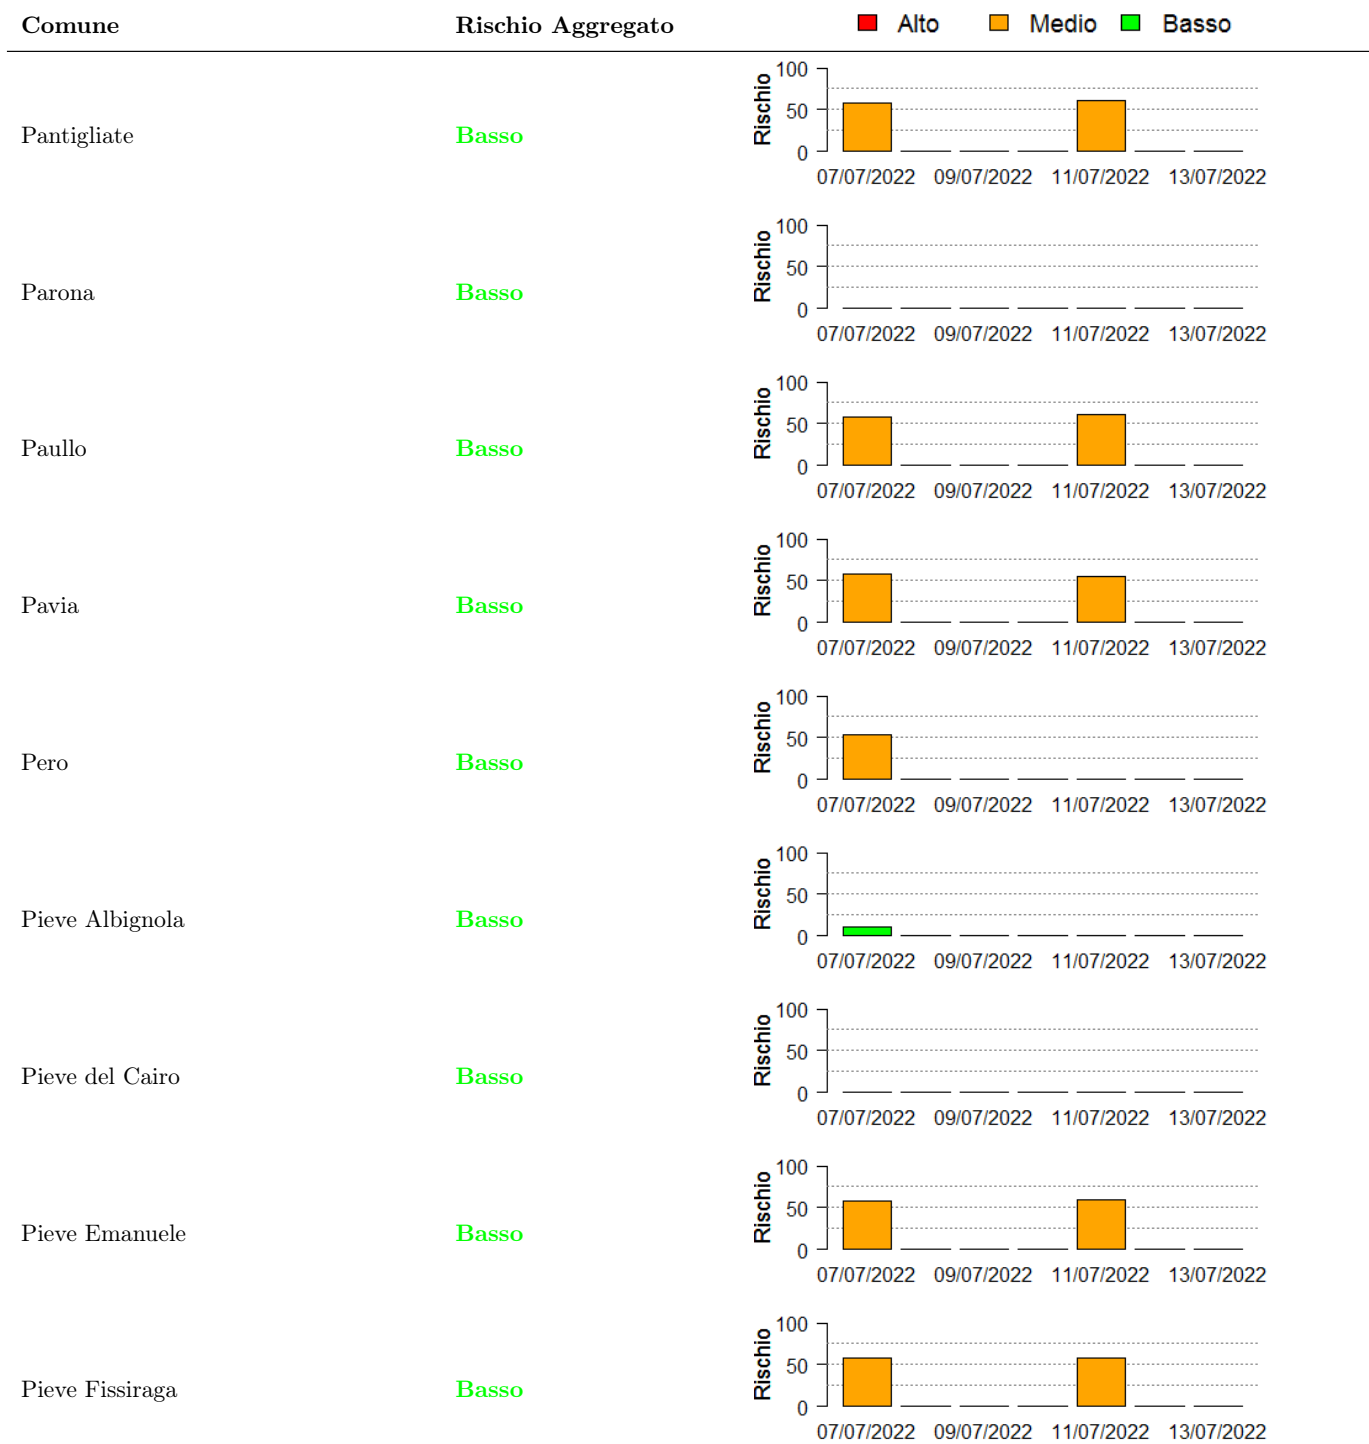 Comune Rischio Aggregato Alto Medio Basso
100
50
0
Rischio
Pantigliate Basso
07/07/2022 09/07/2022 11/07/2022 13/07/2022
100
50
0
Rischio
Parona Basso
07/07/2022 09/07/2022 11/07/2022 13/07/2022
100
50
0
Rischio
Paullo Basso
07/07/2022 09/07/2022 11/07/2022 13/07/2022
100
50
0
Rischio
Pavia Basso
07/07/2022 09/07/2022 11/07/2022 13/07/2022
100
50
0
Rischio
Pero Basso
07/07/2022 09/07/2022 11/07/2022 13/07/2022
100
50
0
Rischio
Pieve Albignola Basso
07/07/2022 09/07/2022 11/07/2022 13/07/2022
100
50
0
Rischio
Pieve del Cairo Basso
07/07/2022 09/07/2022 11/07/2022 13/07/2022
100
50
0
Rischio
Pieve Emanuele Basso
07/07/2022 09/07/2022 11/07/2022 13/07/2022
100
50
0
Rischio
Pieve Fissiraga Basso
07/07/2022 09/07/2022 11/07/2022 13/07/2022